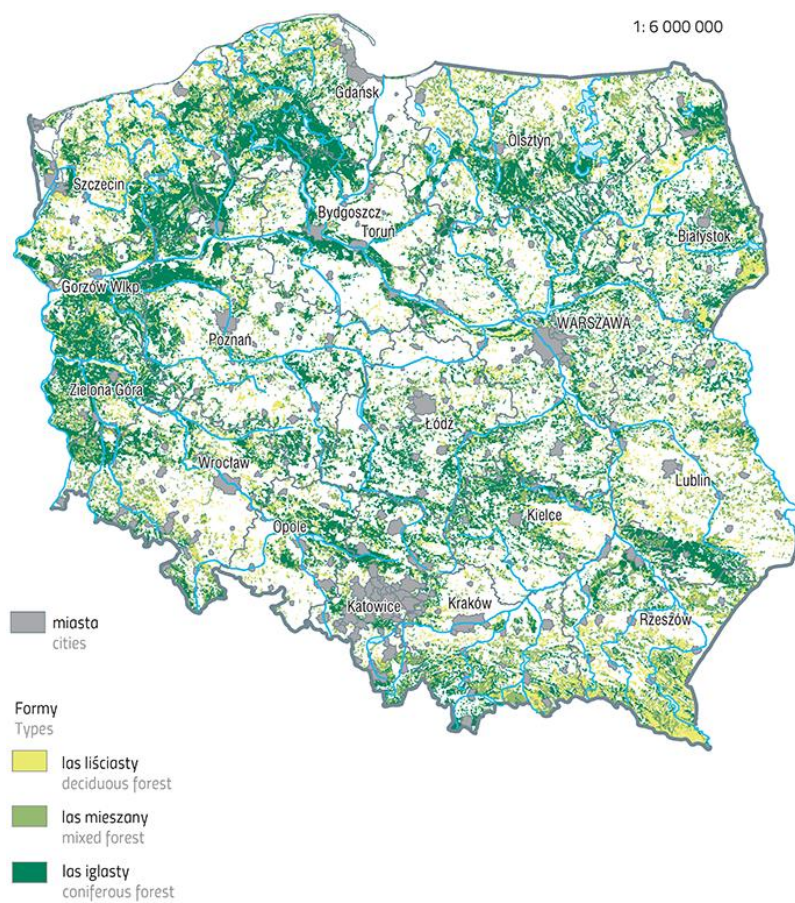 1: 6 000 000
Gdańsk
Olsztyn
Szczecin
Bydgoszcz
Toruń
Białystok
Gorzów Wlkp.
WARSZAWA
Poznań
Zielona Góra
Łódź
Wrocław
Lublin
Opole
Kielce
Katowice
Kraków
Rzeszów
miasta
cities
Formy
Types
las liściasty
deciduous forest
las mieszany
mixed forest
las iglasty
coniferous forest